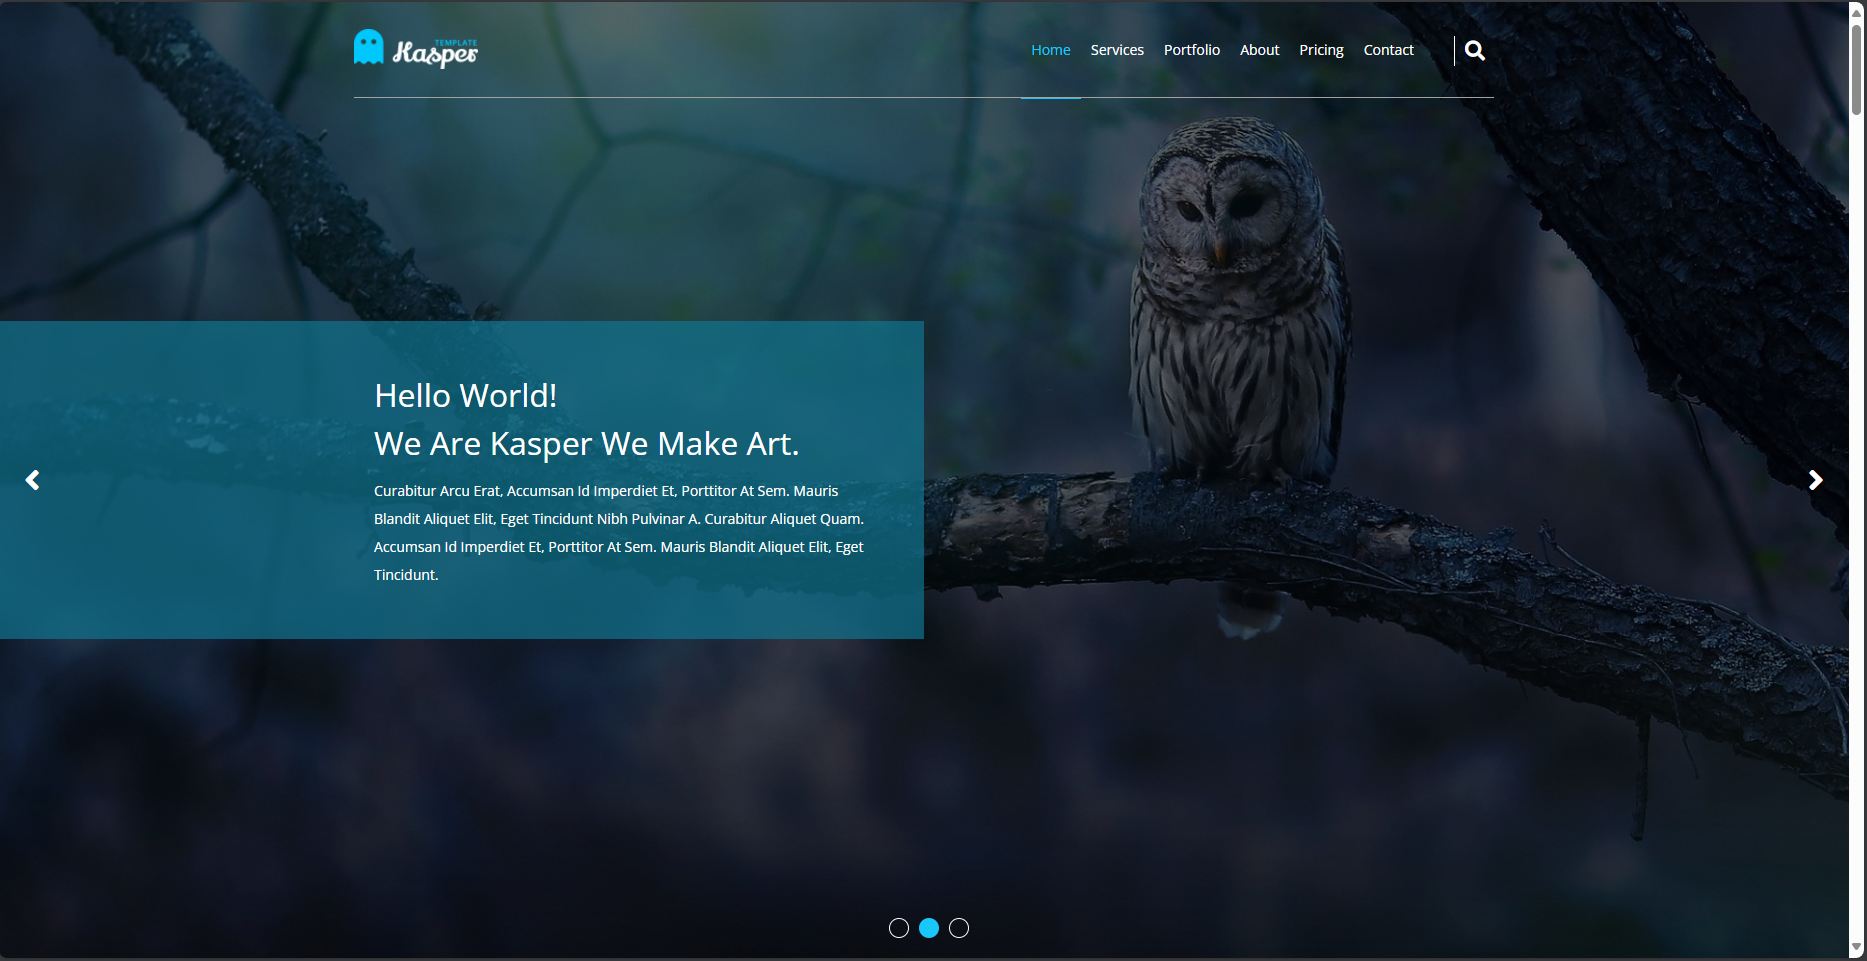 TEMPLATE
Kasper
Home Services Portfolio About Pricing Contact
Hello World!
We Are Kasper We Make Art.
Curabitur Arcu Erat, Accumsan Id Imperdiet Et, Porttitor At Sem. Mauris
Blandit Aliquet Elit, Eget Tincidunt Nibh Pulvinar A. Curabitur Aliquet Quam.
Accumsan Id Imperdiet Et, Porttitor At Sem. Mauris Blandit Aliquet Elit, Eget
Tincidunt.